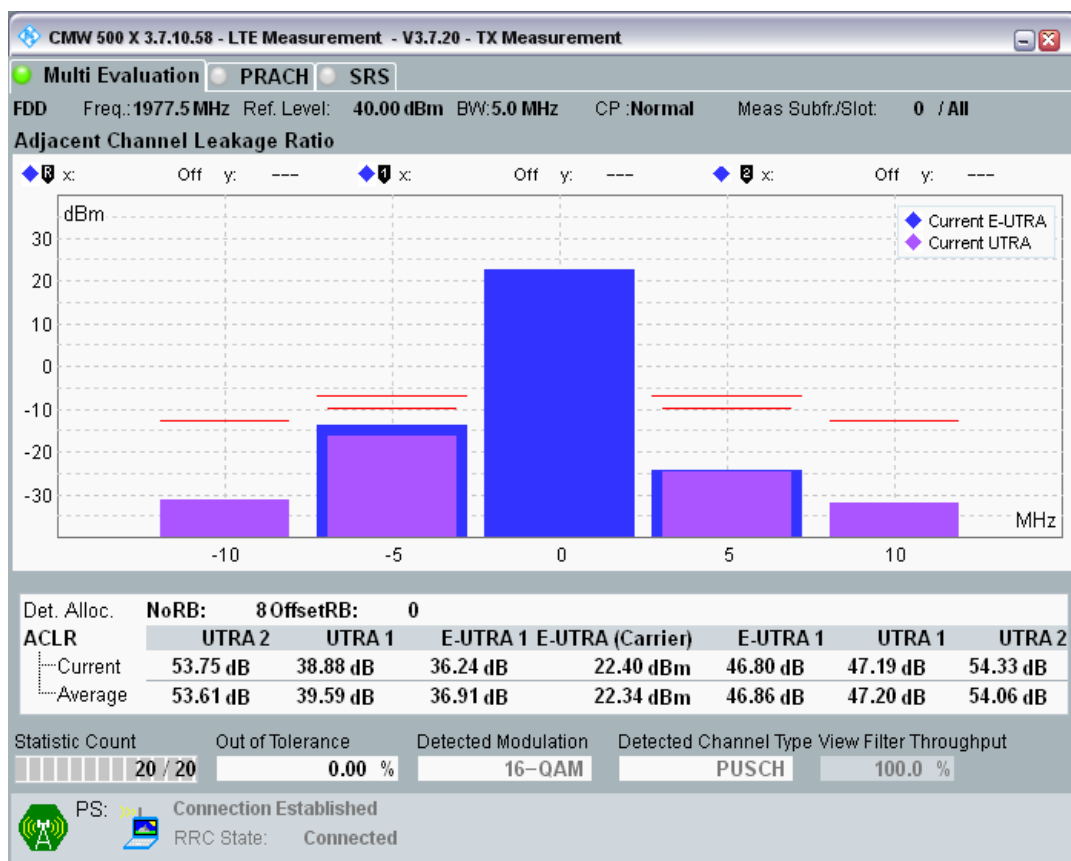 CMW 500 X 3.7.10.58 - LTE Measurement - V3.7.20 - TX Measurement
Multi Evaluation PRACH SRS
FDD Freq.: 1977.5 MHz Ref. Level: 40.00 dBm BW: 5.0 MHz CP : Normal Meas Subfr./Slot: 0 / All
Adjacent Channel Leakage Ratio
R x: Off y: --- 1 x: Off y: --- 2 x: Off y: ---
dBm
Current E-UTRA
Current UTRA
30
20
10
0
-10
-20
-30
MHz
-10 -5 0 5 10
Det. Alloc. NoRB: 8 OffsetRB: 0
ACLR UTRA 2 UTRA 1 E-UTRA 1 E-UTRA (Carrier) E-UTRA 1 UTRA 1 UTRA 2
Current 53.75 dB 38.88 dB 36.24 dB 22.40 dBm 46.80 dB 47.19 dB 54.33 dB
Average 53.61 dB 39.59 dB 36.91 dB 22.34 dBm 46.86 dB 47.20 dB 54.06 dB
Statistic Count Out of Tolerance Detected Modulation Detected Channel Type View Filter Throughput
20 / 20 0.00 % 16-QAM PUSCH 100.0 %
PS: Connection Established
RRC State: Connected